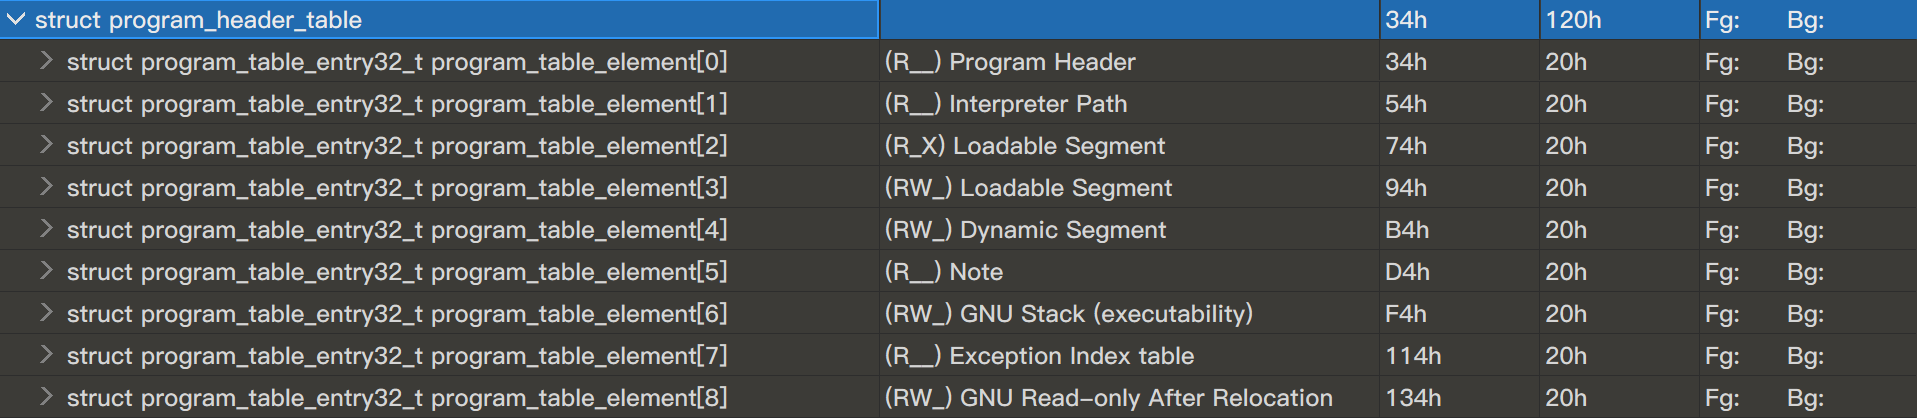 struct program_header_table 34h 120h Fg: Bg:
struct program_table_entry32_t program_table_element[0] (R__) Program Header 34h 20h Fg: Bg:
struct program_table_entry32_t program_table_element[1] (R__) Interpreter Path 54h 20h Fg: Bg:
struct program_table_entry32_t program_table_element[2] (R_X) Loadable Segment 74h 20h Fg: Bg:
struct program_table_entry32_t program_table_element[3] (RW_) Loadable Segment 94h 20h Fg: Bg:
struct program_table_entry32_t program_table_element[4] (RW_) Dynamic Segment B4h 20h Fg: Bg:
struct program_table_entry32_t program_table_element[5] (R__) Note D4h 20h Fg: Bg:
struct program_table_entry32_t program_table_element[6] (RW_) GNU Stack (executability) F4h 20h Fg: Bg:
struct program_table_entry32_t program_table_element[7] (R__) Exception Index table 114h 20h Fg: Bg:
struct program_table_entry32_t program_table_element[8] (RW_) GNU Read-only After Relocation 134h 20h Fg: Bg: